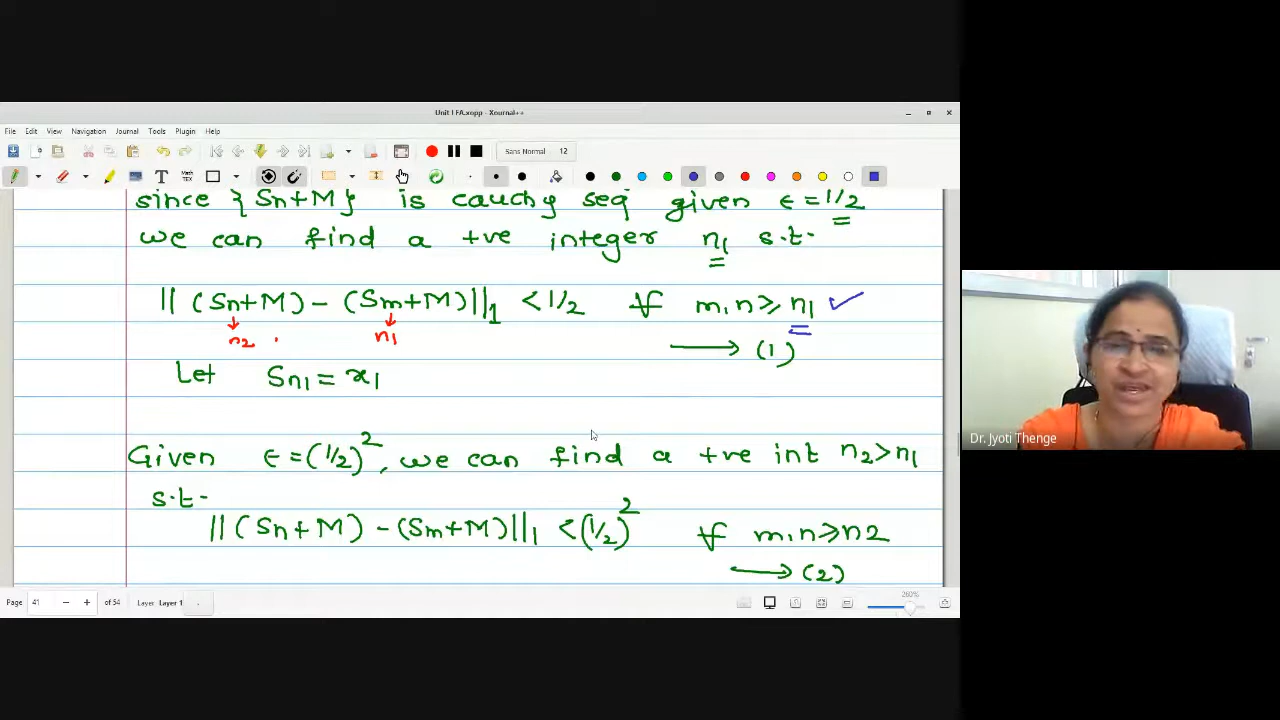 Unit I FA.xopp - Xournal++
File Edit View Navigation Journal Tools Plugin Help
Sans Normal 12
since {Sn+M} is cauchy seq given ϵ=1/2
we can find a +ve integer n1 s.t.
|| (Sn+M) - (Sm+M)||1 <1/2 if m,n≥n1 ✓
n2 n1
→ (1)
Let Sn1 = x1
Given ϵ=(1/2)^2, we can find a +ve int n2>n1
s.t.
|| (Sn+M) - (Sm+M)||1 <(1/2)^2 if m,n≥n2
→ (2)
Page 41 of 54 Layer Layer 1
260%
Dr. Jyoti Thenge